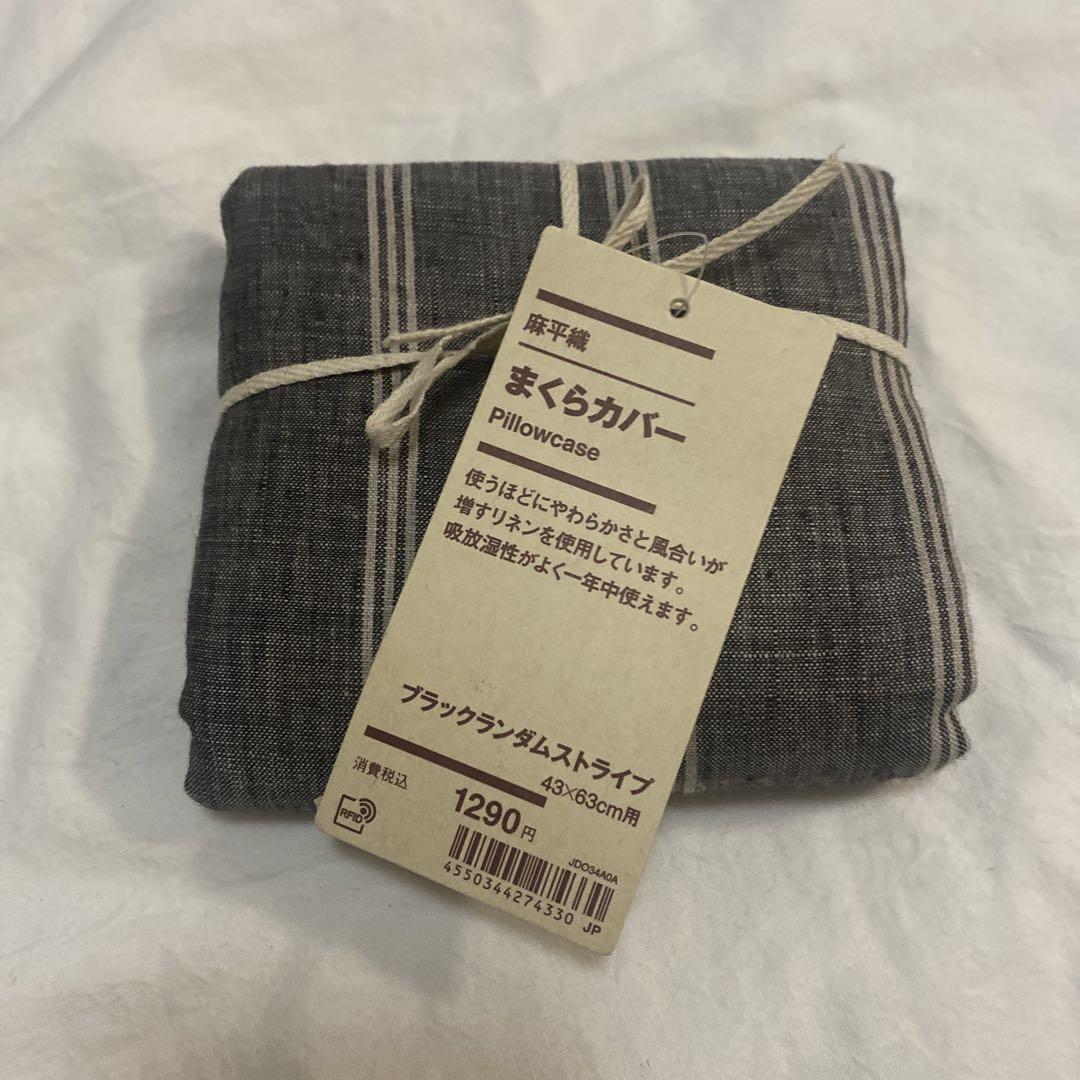 麻平織
まくらカバー
Pillowcase
使うほどにやわらかさと風合いが
増すリネンを使用しています。
吸放湿性がよく一年中使えます。
ブラックランダムストライプ
43×63cm用
消費税込
1290円
RFID
JDO34A0A
4550344274330 JP